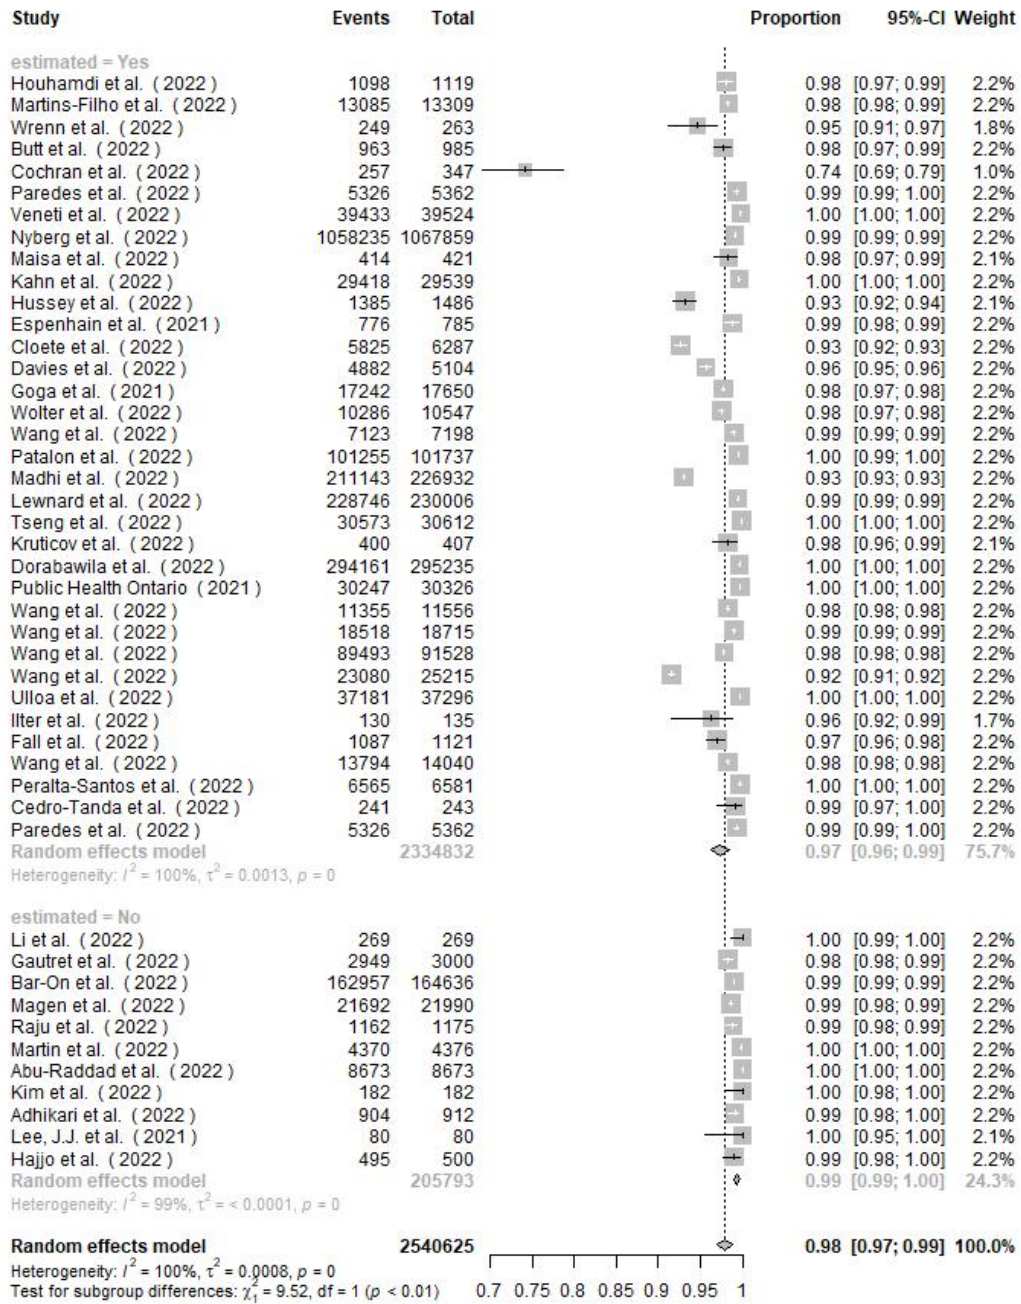 Study Events Total Proportion 95%-CI Weight
estimated = Yes
Houhamdi et al. ( 2022 ) 1098 1119 0.98 [0.97; 0.99] 2.2%
Martins-Filho et al. ( 2022 ) 13085 13309 0.98 [0.98; 0.99] 2.2%
Wrenn et al. ( 2022 ) 249 263 0.95 [0.91; 0.97] 1.8%
Butt et al. ( 2022 ) 963 985 0.98 [0.97; 0.99] 2.2%
Cochran et al. ( 2022 ) 257 347 0.74 [0.69; 0.79] 1.0%
Paredes et al. ( 2022 ) 5326 5362 0.99 [0.99; 1.00] 2.2%
Veneti et al. ( 2022 ) 39433 39524 1.00 [1.00; 1.00] 2.2%
Nyberg et al. ( 2022 ) 1058235 1067859 0.99 [0.99; 0.99] 2.2%
Maisa et al. ( 2022 ) 414 421 0.98 [0.97; 0.99] 2.1%
Kahn et al. ( 2022 ) 29418 29539 1.00 [1.00; 1.00] 2.2%
Hussey et al. ( 2022 ) 1385 1486 0.93 [0.92; 0.94] 2.1%
Espenhain et al. ( 2021 ) 776 785 0.99 [0.98; 0.99] 2.2%
Cloete et al. ( 2022 ) 5825 6287 0.93 [0.92; 0.93] 2.2%
Davies et al. ( 2022 ) 4882 5104 0.96 [0.95; 0.96] 2.2%
Goga et al. ( 2021 ) 17242 17650 0.98 [0.97; 0.98] 2.2%
Wolter et al. ( 2022 ) 10286 10547 0.98 [0.97; 0.98] 2.2%
Wang et al. ( 2022 ) 7123 7198 0.99 [0.99; 0.99] 2.2%
Patalon et al. ( 2022 ) 101255 101737 1.00 [0.99; 1.00] 2.2%
Madhi et al. ( 2022 ) 211143 226932 0.93 [0.93; 0.93] 2.2%
Lewnard et al. ( 2022 ) 228746 230006 0.99 [0.99; 0.99] 2.2%
Tseng et al. ( 2022 ) 30573 30612 1.00 [1.00; 1.00] 2.2%
Kruticov et al. ( 2022 ) 400 407 0.98 [0.96; 0.99] 2.1%
Dorabawila et al. ( 2022 ) 294161 295235 1.00 [1.00; 1.00] 2.2%
Public Health Ontario ( 2021 ) 30247 30326 1.00 [1.00; 1.00] 2.2%
Wang et al. ( 2022 ) 11355 11556 0.98 [0.98; 0.98] 2.2%
Wang et al. ( 2022 ) 18518 18715 0.99 [0.99; 0.99] 2.2%
Wang et al. ( 2022 ) 89493 91528 0.98 [0.98; 0.98] 2.2%
Wang et al. ( 2022 ) 23080 25215 0.92 [0.91; 0.92] 2.2%
Ulloa et al. ( 2022 ) 37181 37296 1.00 [1.00; 1.00] 2.2%
Ilter et al. ( 2022 ) 130 135 0.96 [0.92; 0.99] 1.7%
Fall et al. ( 2022 ) 1087 1121 0.97 [0.96; 0.98] 2.2%
Wang et al. ( 2022 ) 13794 14040 0.98 [0.98; 0.98] 2.2%
Peralta-Santos et al. ( 2022 ) 6565 6581 1.00 [1.00; 1.00] 2.2%
Cedro-Tanda et al. ( 2022 ) 241 243 0.99 [0.97; 1.00] 2.2%
Paredes et al. ( 2022 ) 5326 5362 0.99 [0.99; 1.00] 2.2%
Random effects model 2334832 0.97 [0.96; 0.99] 75.7%
Heterogeneity: I² = 100%, τ² = 0.0013, p = 0
estimated = No
Li et al. ( 2022 ) 269 269 1.00 [0.99; 1.00] 2.2%
Gautret et al. ( 2022 ) 2949 3000 0.98 [0.98; 0.99] 2.2%
Bar-On et al. ( 2022 ) 162957 164636 0.99 [0.99; 0.99] 2.2%
Magen et al. ( 2022 ) 21692 21990 0.99 [0.98; 0.99] 2.2%
Raju et al. ( 2022 ) 1162 1175 0.99 [0.98; 0.99] 2.2%
Martin et al. ( 2022 ) 4370 4376 1.00 [1.00; 1.00] 2.2%
Abu-Raddad et al. ( 2022 ) 8673 8673 1.00 [1.00; 1.00] 2.2%
Kim et al. ( 2022 ) 182 182 1.00 [0.98; 1.00] 2.2%
Adhikari et al. ( 2022 ) 904 912 0.99 [0.98; 1.00] 2.2%
Lee, J.J. et al. ( 2021 ) 80 80 1.00 [0.95; 1.00] 2.1%
Hajjo et al. ( 2022 ) 495 500 0.99 [0.98; 1.00] 2.2%
Random effects model 205793 0.99 [0.99; 1.00] 24.3%
Heterogeneity: I² = 99%, τ² = < 0.0001, p = 0
Random effects model 2540625 0.98 [0.97; 0.99] 100.0%
Heterogeneity: I² = 100%, τ² = 0.0008, p = 0
Test for subgroup differences: χ²₁ = 9.52, df = 1 (p < 0.01) 0.7 0.75 0.8 0.85 0.9 0.95 1